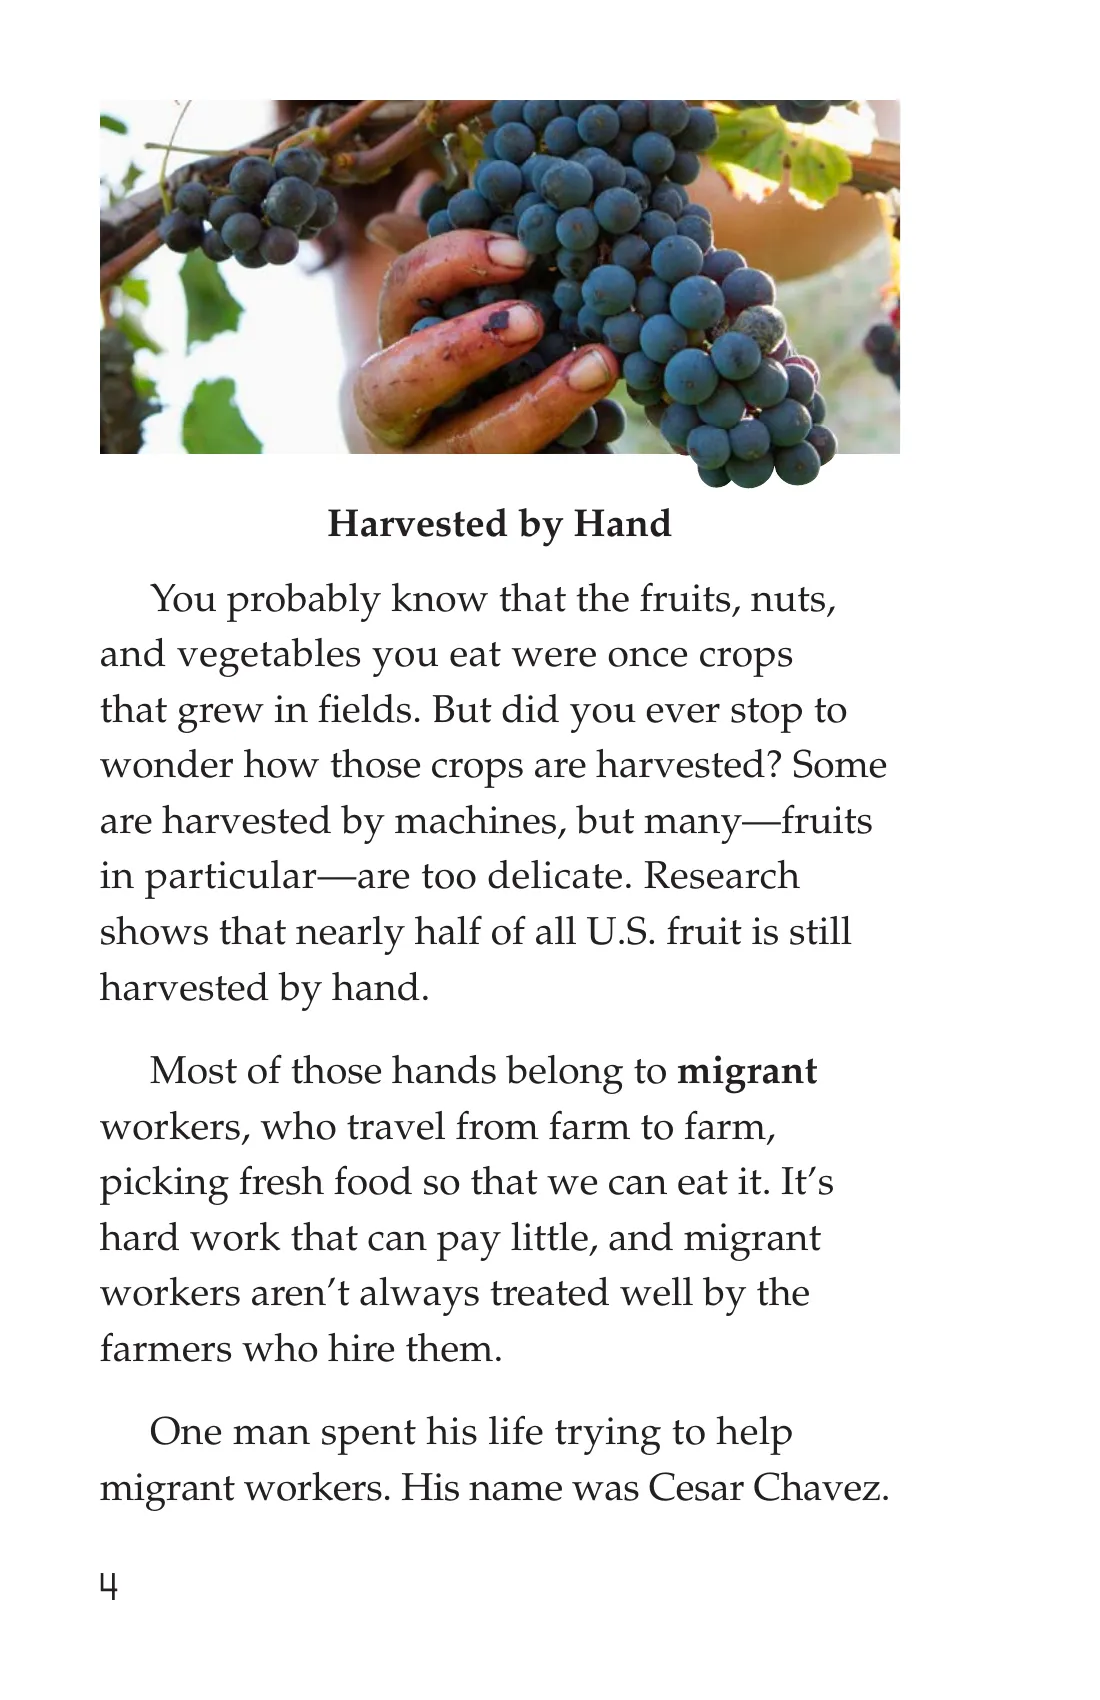 Harvested by Hand
You probably know that the fruits, nuts,
and vegetables you eat were once crops
that grew in fields. But did you ever stop to
wonder how those crops are harvested? Some
are harvested by machines, but many—fruits
in particular—are too delicate. Research
shows that nearly half of all U.S. fruit is still
harvested by hand.
Most of those hands belong to migrant
workers, who travel from farm to farm,
picking fresh food so that we can eat it. It’s
hard work that can pay little, and migrant
workers aren’t always treated well by the
farmers who hire them.
One man spent his life trying to help
migrant workers. His name was Cesar Chavez.
4